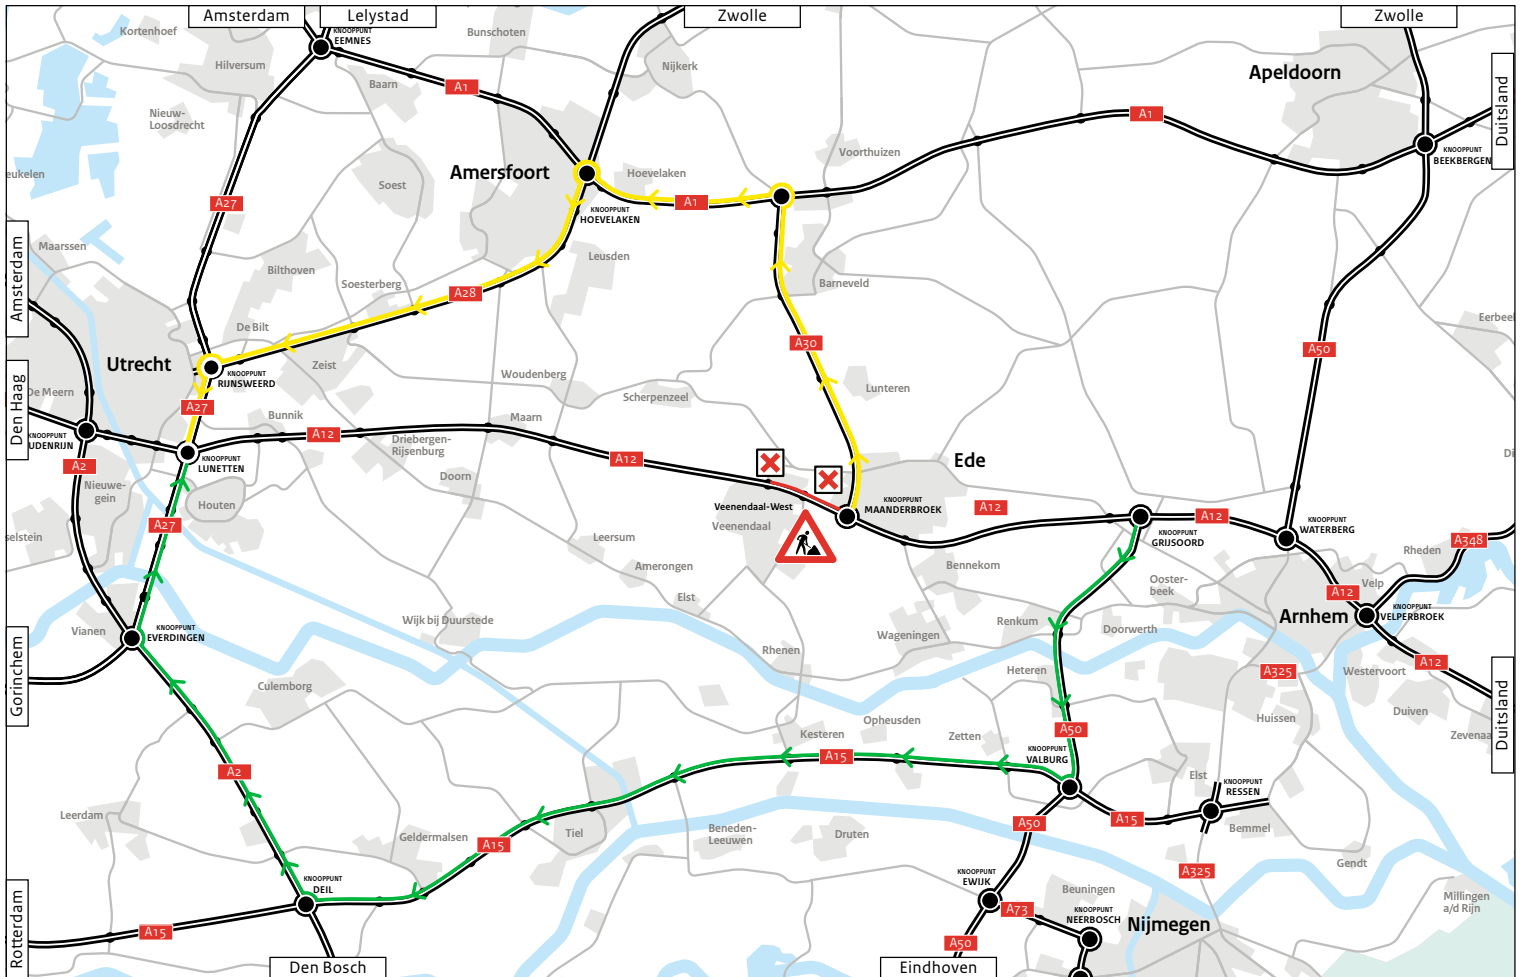 Amsterdam
Lelystad
Zwolle
Zwolle
Kortenhoef
KNOOPPUNT
EEMNES
Bunschoten
Hilversum
Nijkerk
Apeldoorn
Baarn
A1
Duitsland
Nieuw-
Loosdrecht
A1
KNOOPPUNT
BEEKBERGEN
Voorthuizen
eukelen
Amersfoort
Hoevelaken
Soest
A27
A1
KNOOPPUNT
HOEVELAKEN
Maarssen
Amsterdam
Leusden
Bilthoven
Soesterberg
A28
Barneveld
Eerbee
De Bilt
A30
A50
Utrecht
Zeist
KNOOPPUNT
RIJNSWEERD
Woudenberg
De Meern
Den Haag
Lunteren
Scherpenzeel
A27
Bunnik
Maarn
A12
KNOOPPUNT
UDENRIJN
Driebergen-
Rijsenburg
KNOOPPUNT
LUNETTEN
A12
Ede
A2
Doorn
Di
Nieuwe-
gein
Houten
Veenendaal-West
KNOOPPUNT
MAANDERBROEK
A12
A12
KNOOPPUNT
WATERBERG
Veenendaal
A27
selstein
Leersum
KNOOPPUNT
GRIJSOORD
A348
Rheden
Amerongen
Bennekom
Ooster-
beek
Velp
A12
Elst
KNOOPPUNT
VELPERBROEK
Arnhem
Wijk bij Duurstede
Renkum
Doorwerth
Vianen
KNOOPPUNT
EVERDINGEN
Wageningen
Rhenen
Gorinchem
A12
Heteren
A325
Westervoort
Culemborg
Duitsland
Huissen
Duiven
Opheusden
Kesteren
Zetten
A50
Zevenaa
KNOOPPUNT
VALBURG
A15
A2
Elst
KNOOPPUNT
RESSEN
Leerdam
A50
A15
Bemmel
Geldermalsen
Tiel
Beneden-
Leeuwen
Druten
A15
Gendt
A325
KNOOPPUNT
EWIJK
KNOOPPUNT
DEIL
Beuningen
Millingen
a/d Rijn
A73
KNOOPPUNT
NEERBOSCH
Nijmegen
Rotterdam
A15
A50
Den Bosch
Eindhoven